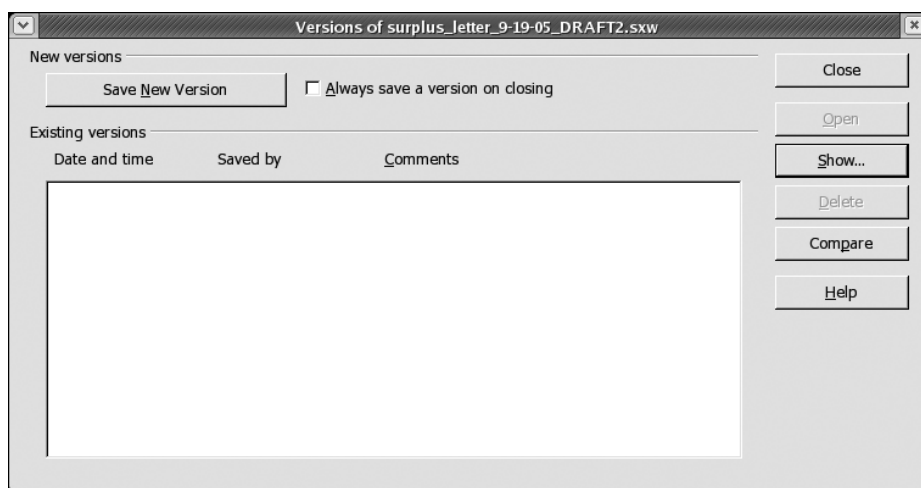 Versions of surplus_letter_9-19-05_DRAFT2.sxw
New versions
Save New Version
Always save a version on closing
Existing versions
Date and time Saved by Comments
Close
Open
Show...
Delete
Compare
Help